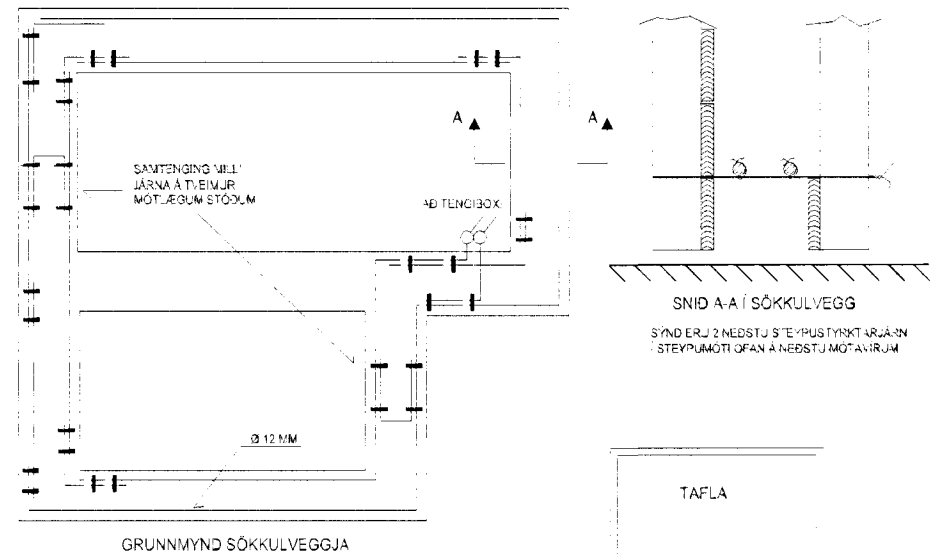 SAMTENGING MILLI
JÁRNA Á TVEIMUR
MÓTLÆGUM STÖÐUM
AÐ TENGIBOXI
A
A
Ø 12 MM
GRUNNMYND SÖKKULVEGGJA
SNIÐ A-A Í SÖKKULVEGG
SÝND ERU 2 NEÐSTU STEYPUSTYRKTARJÁRN
Í STEYPUMÓTI OFAN Á NEÐSTU MÓTAVÍRUM
TAFLA